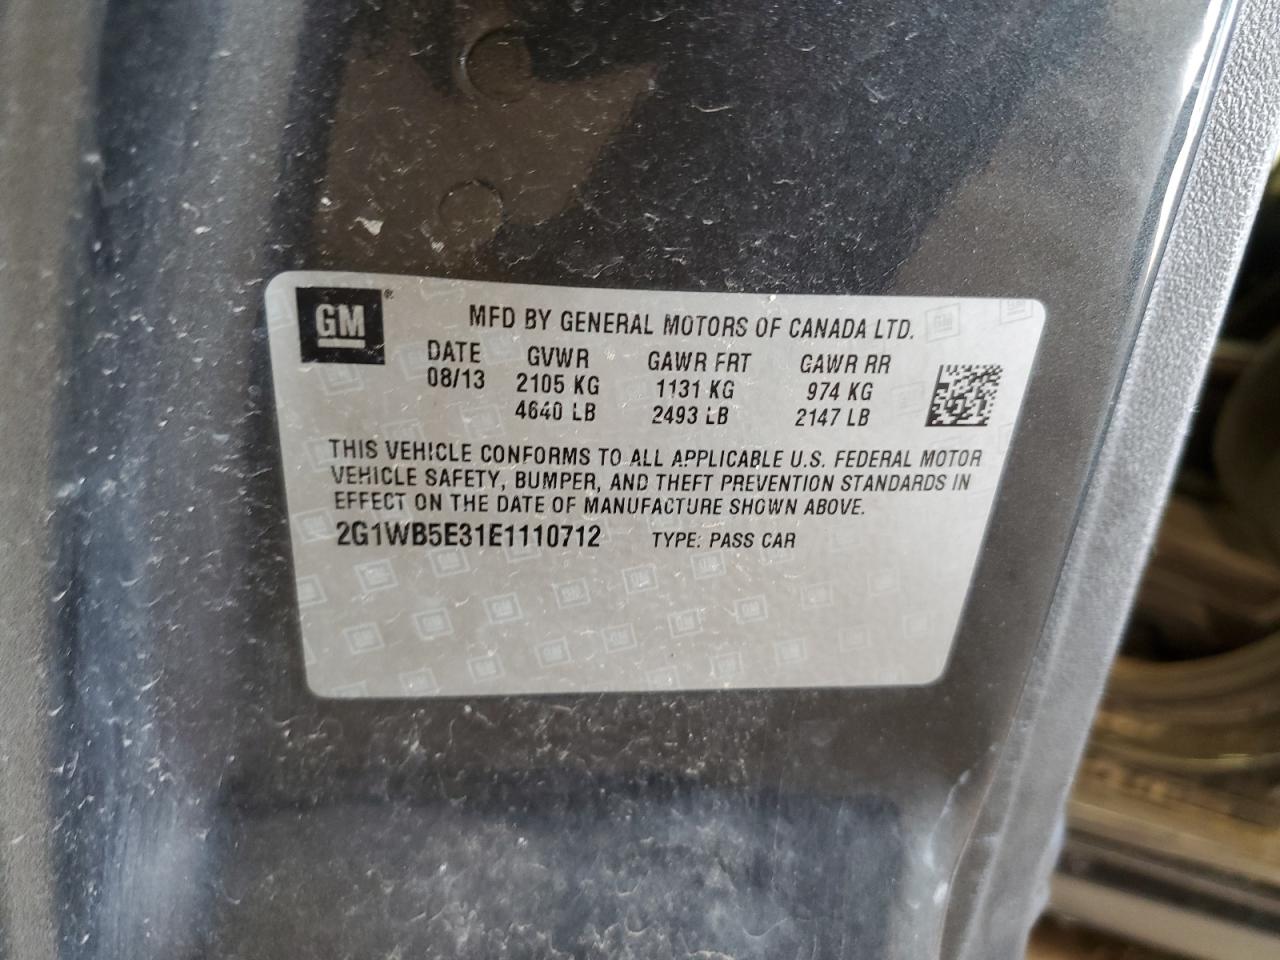 GM®
MFD BY GENERAL MOTORS OF CANADA LTD.
DATE GVWR GAWR FRT GAWR RR
08/13 2105 KG 1131 KG 974 KG
4640 LB 2493 LB 2147 LB
THIS VEHICLE CONFORMS TO ALL APPLICABLE U.S. FEDERAL MOTOR
VEHICLE SAFETY, BUMPER, AND THEFT PREVENTION STANDARDS IN
EFFECT ON THE DATE OF MANUFACTURE SHOWN ABOVE.
2G1WB5E31E1110712 TYPE: PASS CAR